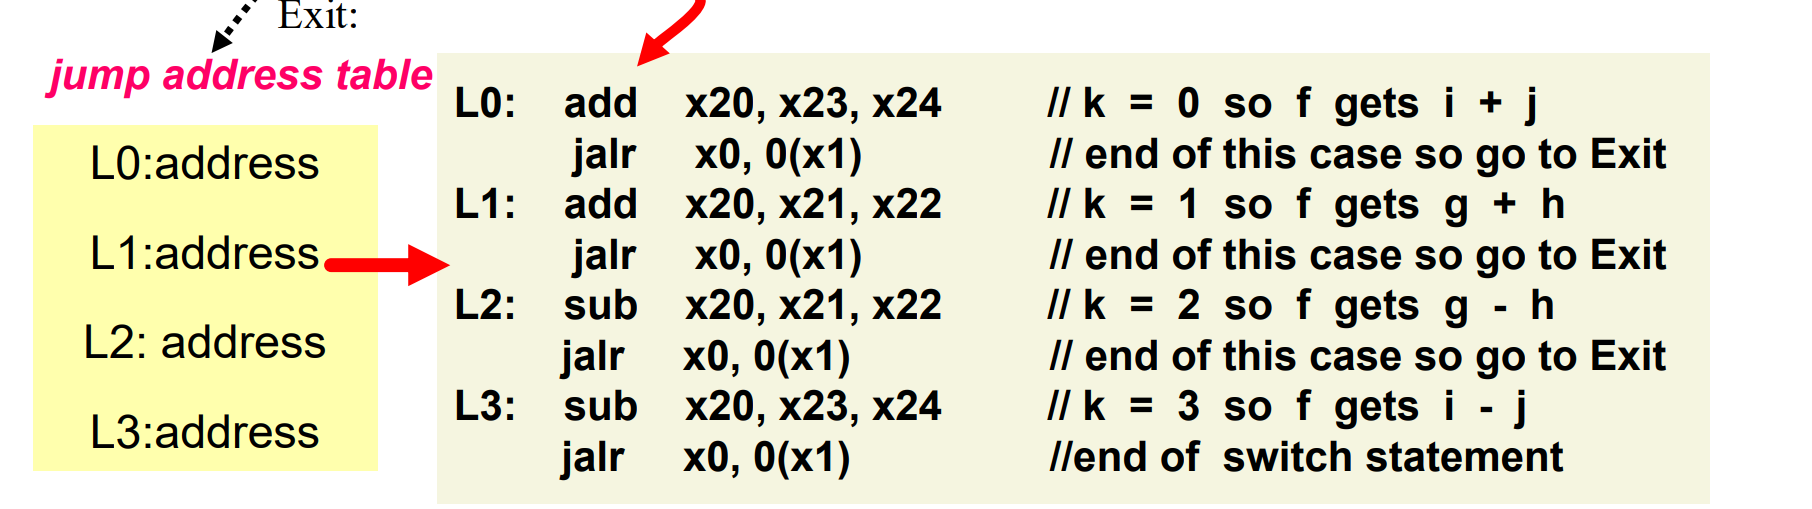 Exit:
jump address table
L0:address
L1:address
L2: address
L3:address
L0: add x20, x23, x24 // k = 0 so f gets i + j
jalr x0, 0(x1) // end of this case so go to Exit
L1: add x20, x21, x22 // k = 1 so f gets g + h
jalr x0, 0(x1) // end of this case so go to Exit
L2: sub x20, x21, x22 // k = 2 so f gets g - h
jalr x0, 0(x1) // end of this case so go to Exit
L3: sub x20, x23, x24 // k = 3 so f gets i - j
jalr x0, 0(x1) //end of switch statement